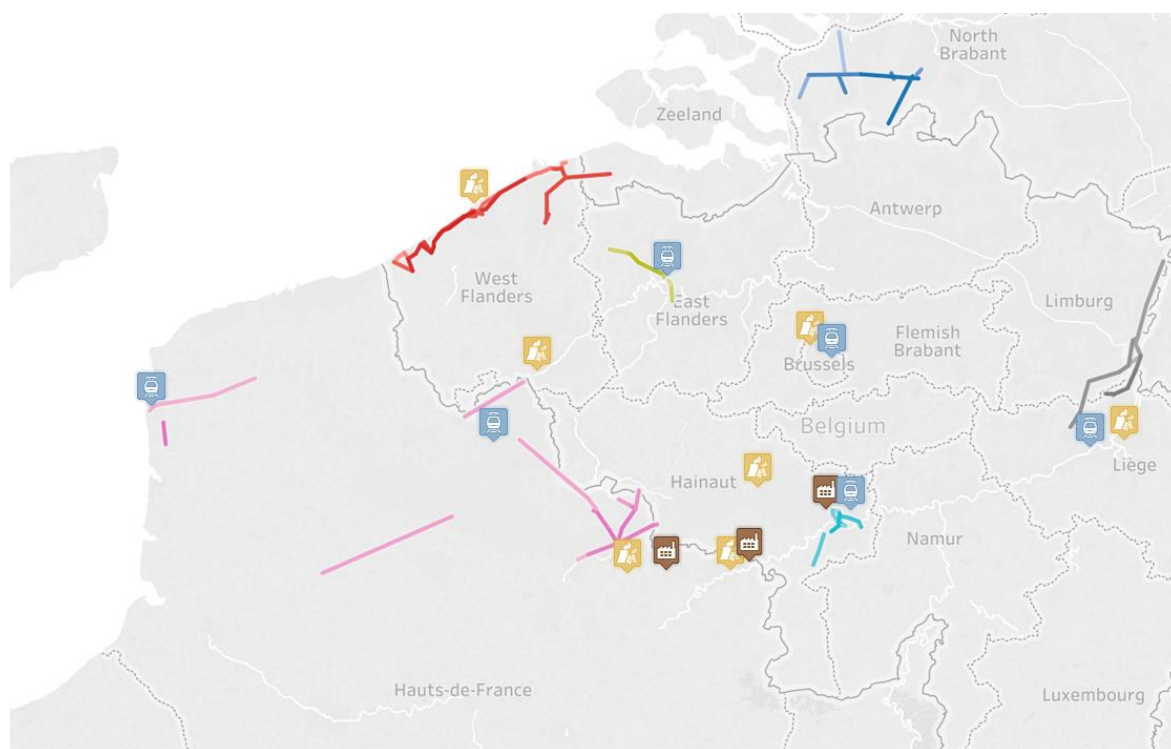 North
Brabant
Zeeland
Antwerp
West
Flanders
East
Flanders
Limburg
Flemish
Brabant
Brussels
Belgium
Hainaut
Liège
Namur
Hauts-de-France
Luxembourg